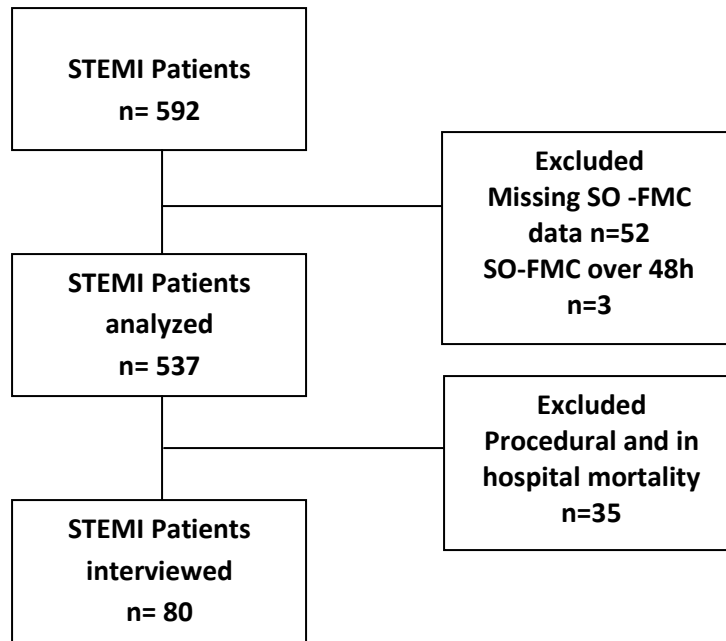 STEMI Patients
n= 592
Excluded
Missing SO -FMC
data n=52
SO-FMC over 48h
n=3
STEMI Patients
analyzed
n= 537
Excluded
Procedural and in
hospital mortality
n=35
STEMI Patients
interviewed
n= 80